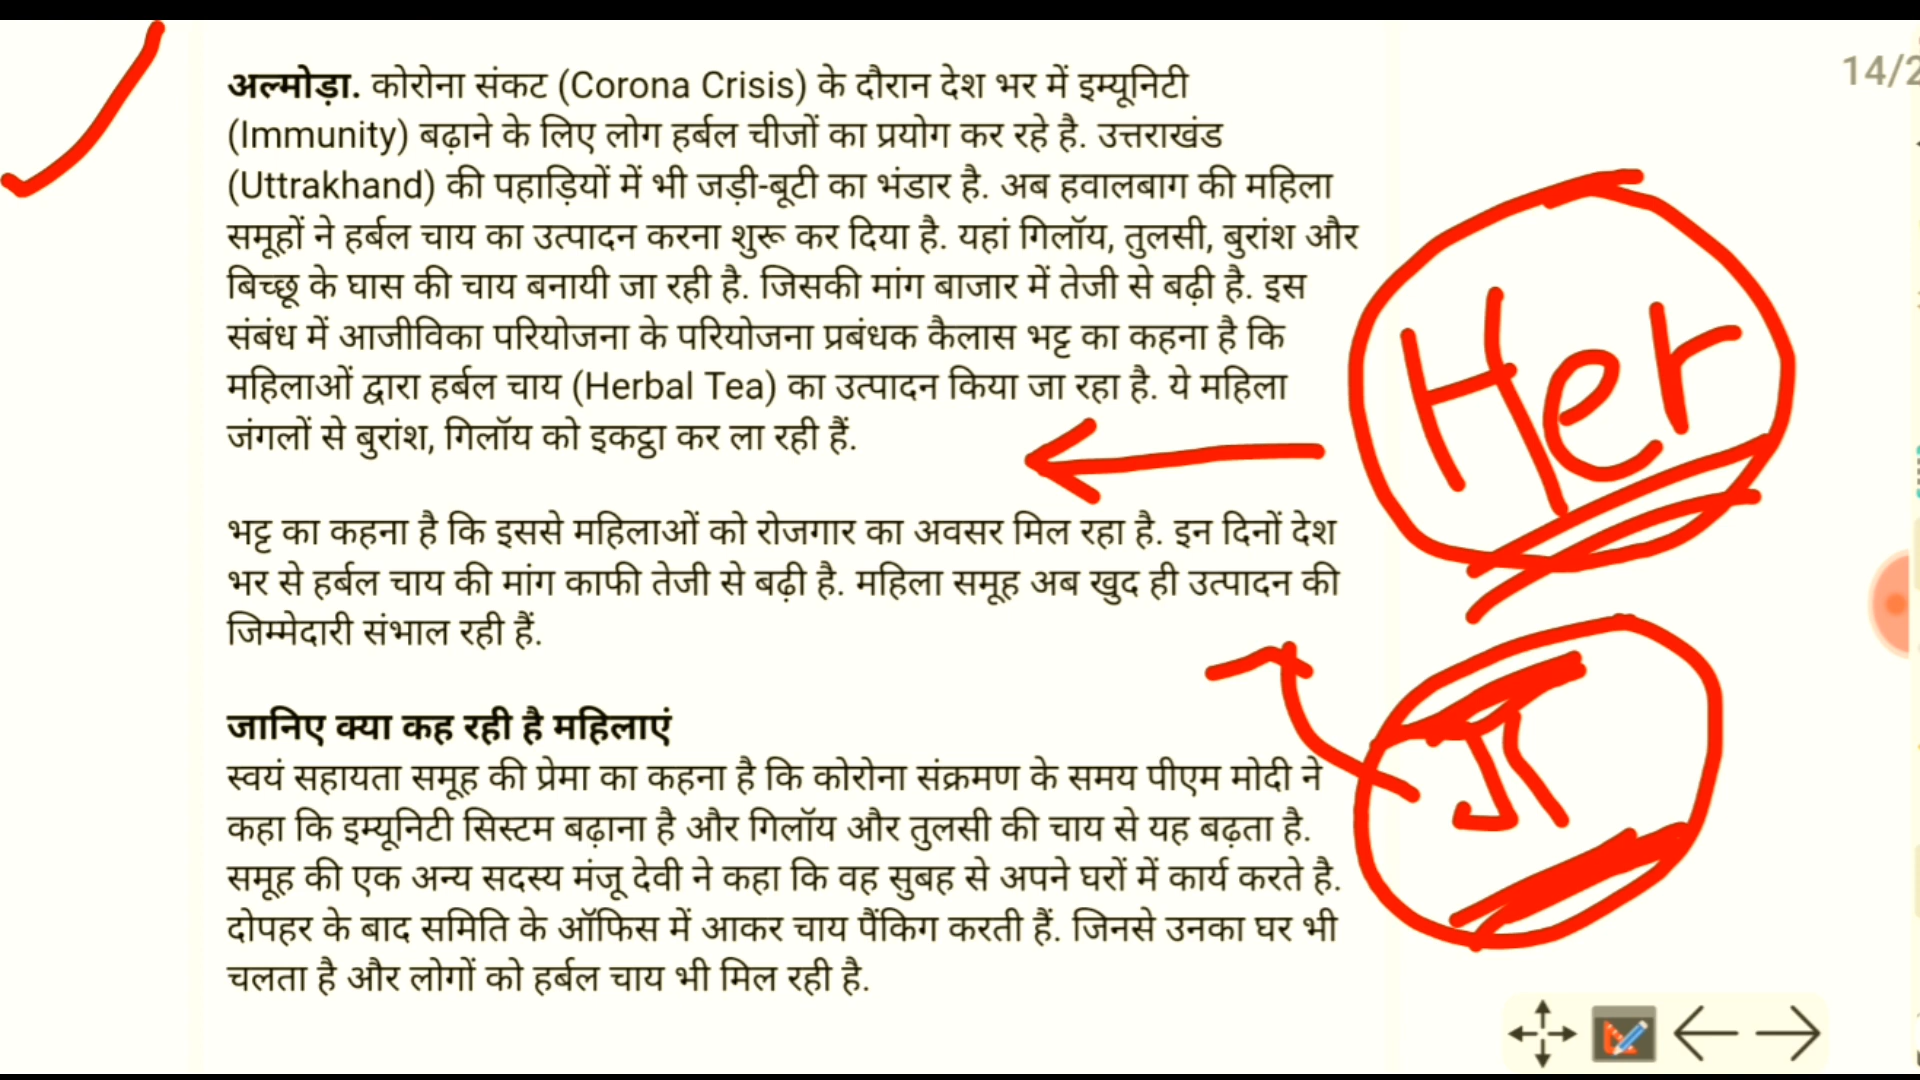 14/2
अल्मोड़ा. कोरोना संकट (Corona Crisis) के दौरान देश भर में इम्यूनिटी
(Immunity) बढ़ाने के लिए लोग हर्बल चीजों का प्रयोग कर रहे है. उत्तराखंड
(Uttrakhand) की पहाड़ियों में भी जड़ी-बूटी का भंडार है. अब हवालबाग की महिला
समूहों ने हर्बल चाय का उत्पादन करना शुरू कर दिया है. यहां गिलॉय, तुलसी, बुरांश और
बिच्छू के घास की चाय बनायी जा रही है. जिसकी मांग बाजार में तेजी से बढ़ी है. इस
संबंध में आजीविका परियोजना के परियोजना प्रबंधक कैलास भट्ट का कहना है कि
महिलाओं द्वारा हर्बल चाय (Herbal Tea) का उत्पादन किया जा रहा है. ये महिला
जंगलों से बुरांश, गिलॉय को इकट्ठा कर ला रही हैं.
Her
भट्ट का कहना है कि इससे महिलाओं को रोजगार का अवसर मिल रहा है. इन दिनों देश
भर से हर्बल चाय की मांग काफी तेजी से बढ़ी है. महिला समूह अब खुद ही उत्पादन की
जिम्मेदारी संभाल रही हैं.
जानिए क्या कह रही है महिलाएं
स्वयं सहायता समूह की प्रेमा का कहना है कि कोरोना संक्रमण के समय पीएम मोदी ने
कहा कि इम्यूनिटी सिस्टम बढ़ाना है और गिलॉय और तुलसी की चाय से यह बढ़ता है.
समूह की एक अन्य सदस्य मंजू देवी ने कहा कि वह सुबह से अपने घरों में कार्य करते है.
दोपहर के बाद समिति के ऑफिस में आकर चाय पैंकिग करती हैं. जिनसे उनका घर भी
चलता है और लोगों को हर्बल चाय भी मिल रही है.